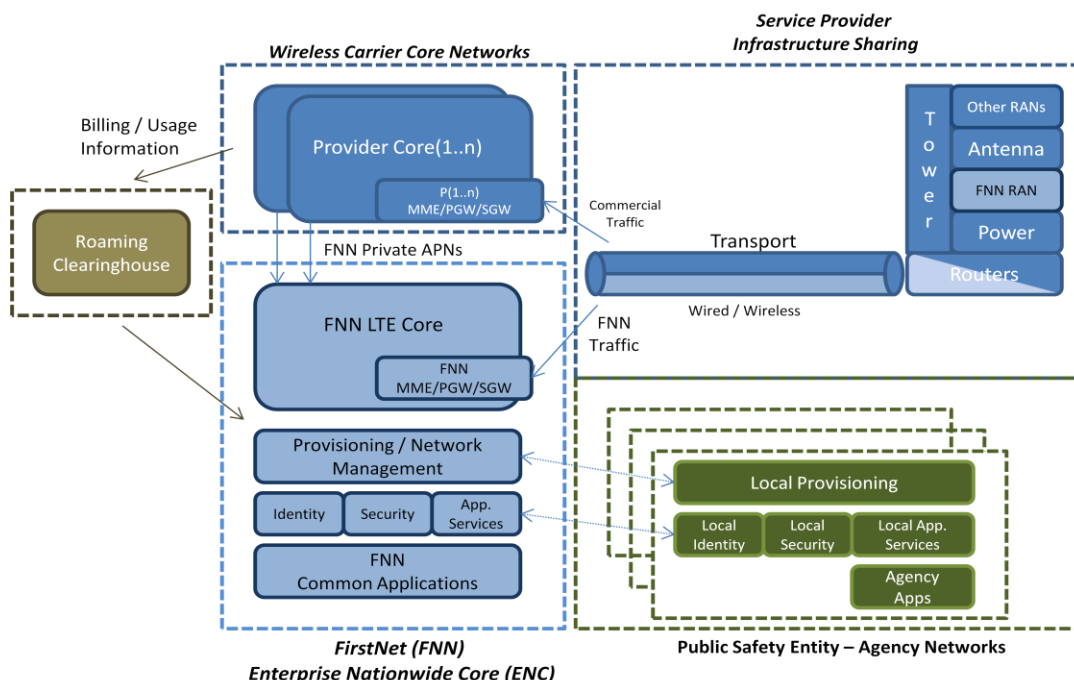 Service Provider
Infrastructure Sharing
Wireless Carrier Core Networks
Billing / Usage
Information
Provider Core(1..n)
P(1..n)
MME/PGW/SGW
Commercial
Traffic
Tower
Other RANs
Antenna
FNN RAN
Power
Routers
Transport
Wired / Wireless
Roaming
Clearinghouse
FNN Private APNs
FNN LTE Core
FNN
MME/PGW/SGW
FNN
Traffic
Provisioning / Network
Management
Identity
Security
App.
Services
FNN
Common Applications
Local Provisioning
Local
Identity
Local
Security
Local App.
Services
Agency
Apps
FirstNet (FNN)
Enterprise Nationwide Core (ENC)
Public Safety Entity – Agency Networks